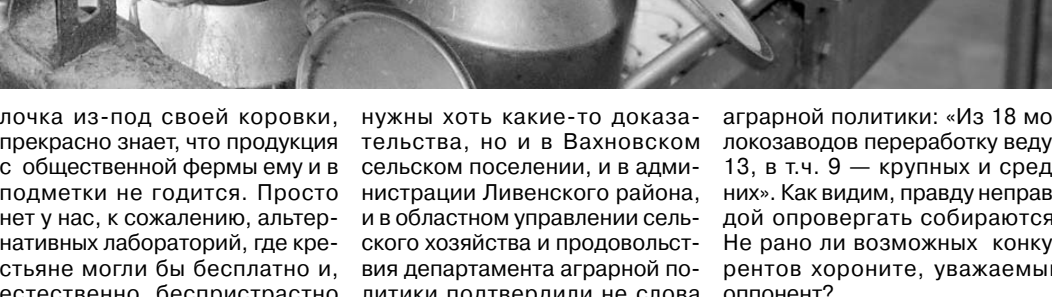 лочка из-под своей коровки,
прекрасно знает, что продукция
с общественной фермы ему и в
подметки не годится. Просто
нет у нас, к сожалению, альтер-
нативных лабораторий, где кре-
стьяне могли бы бесплатно и,
естественно, беспристрастно
нужны хоть какие-то доказа-
тельства, но и в Вахновском
сельском поселении, и в адми-
нистрации Ливенского района,
и в областном управлении сель-
ского хозяйства и продовольст-
вия департамента аграрной по-
литики подтвердили не слова
аграрной политики: «Из 18 мо
локозаводов переработку веду
13, в т.ч. 9 — крупных и сред
них». Как видим, правду неправ
дой опровергать собираются
Не рано ли возможных конку
рентов хороните, уважаемы
оппонент?